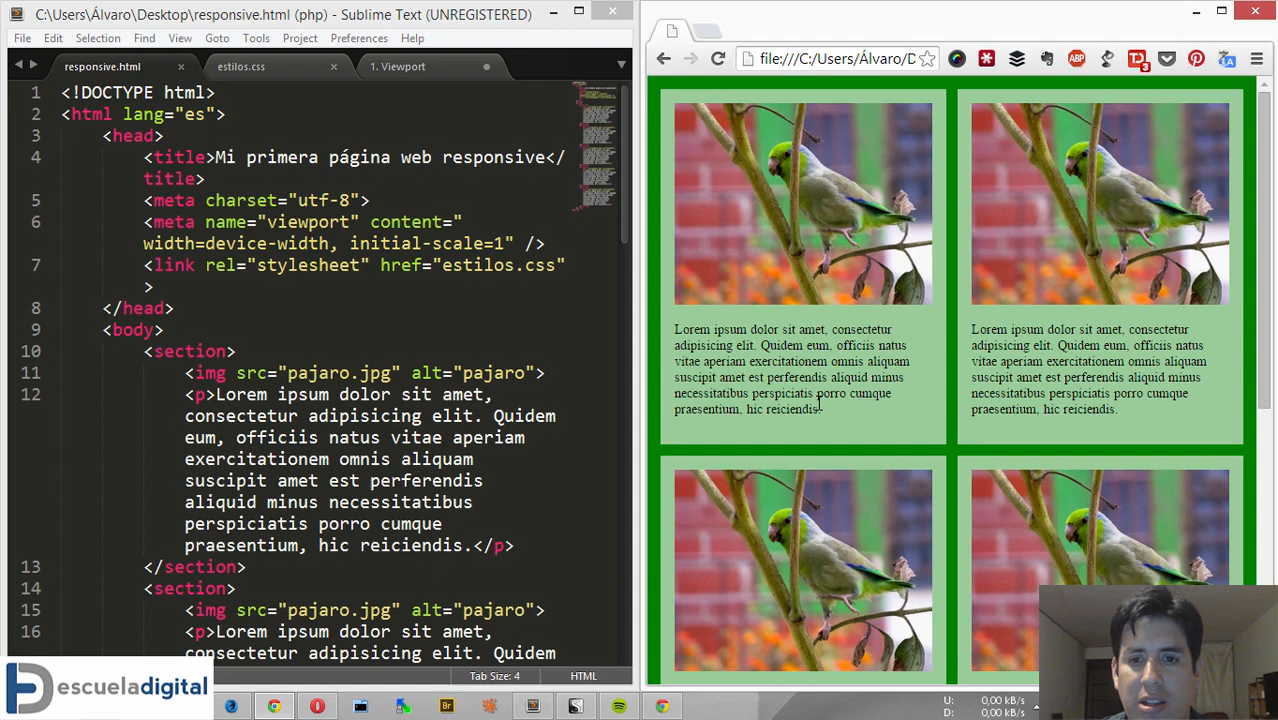 C:\Users\Álvaro\Desktop\responsive.html (php) - Sublime Text (UNREGISTERED)
File Edit Selection Find View Goto Tools Project Preferences Help
responsive.html × estilos.css × 1. Viewport
1 <!DOCTYPE html>
2 <html lang="es">
3 <head>
4 <title>Mi primera página web responsive</
title>
5 <meta charset="utf-8">
6 <meta name="viewport" content="
width=device-width, initial-scale=1" />
7 <link rel="stylesheet" href="estilos.css"
>
8 </head>
9 <body>
10 <section>
11 <img src="pajaro.jpg" alt="pajaro">
12 <p>Lorem ipsum dolor sit amet,
consectetur adipisicing elit. Quidem
eum, officiis natus vitae aperiam
exercitationem omnis aliquam
suscipit amet est perferendis
aliquid minus necessitatibus
perspiciatis porro cumque
praesentium, hic reiciendis.</p>
13 </section>
14 <section>
15 <img src="pajaro.jpg" alt="pajaro">
16 <p>Lorem ipsum dolor sit amet,
consectetur adipisicing elit. Quidem
Tab Size: 4 HTML
escueladigital
Br
file:///C:/Users/Álvaro/D
ABP
3
Lorem ipsum dolor sit amet, consectetur
adipisicing elit. Quidem eum, officiis natus
vitae aperiam exercitationem omnis aliquam
suscipit amet est perferendis aliquid minus
necessitatibus perspiciatis porro cumque
praesentium, hic reiciendis.
Lorem ipsum dolor sit amet, consectetur
adipisicing elit. Quidem eum, officiis natus
vitae aperiam exercitationem omnis aliquam
suscipit amet est perferendis aliquid minus
necessitatibus perspiciatis porro cumque
praesentium, hic reiciendis.
U: 0,00 kB/s
D: 0,00 kB/s